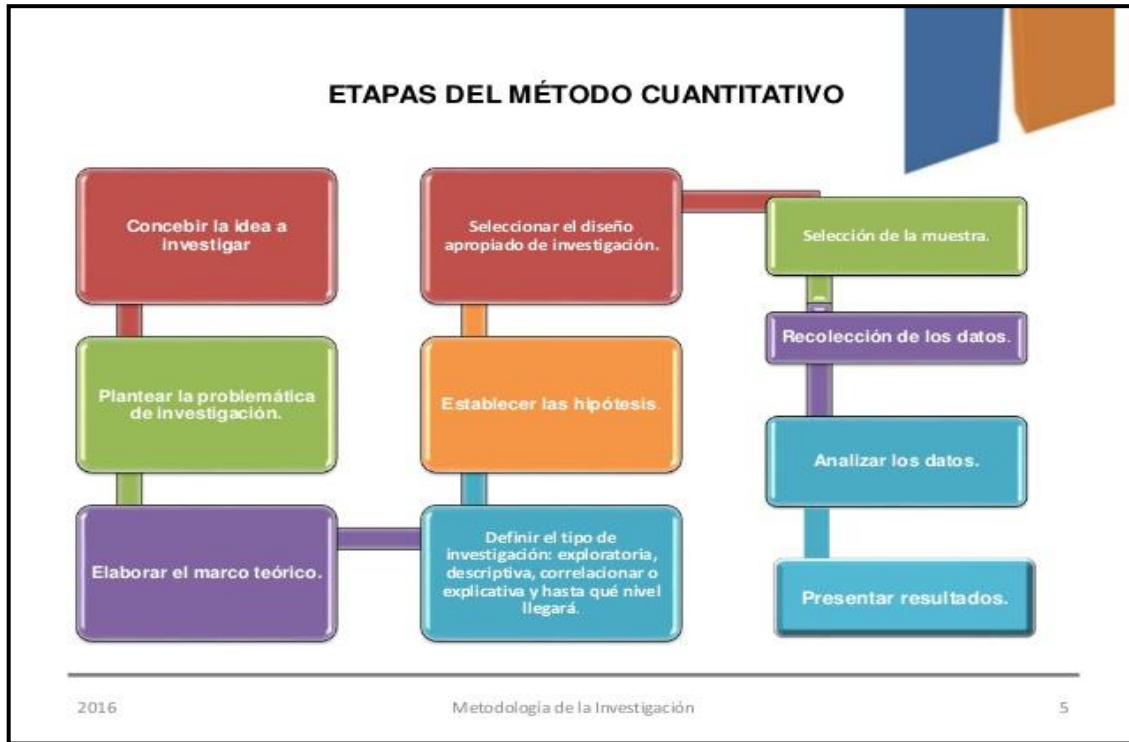 ETAPAS DEL MÉTODO CUANTITATIVO
Concebir la idea a
investigar
Plantear la problemática
de investigación.
Elaborar el marco teórico.
Definir el tipo de
investigación: exploratoria,
descriptiva, correlacionar o
explicativa y hasta qué nivel
llegará.
Establecer las hipótesis.
Seleccionar el diseño
apropiado de investigación.
Selección de la muestra.
Recolección de los datos.
Analizar los datos.
Presentar resultados.
2016
Metodología de la Investigación
5